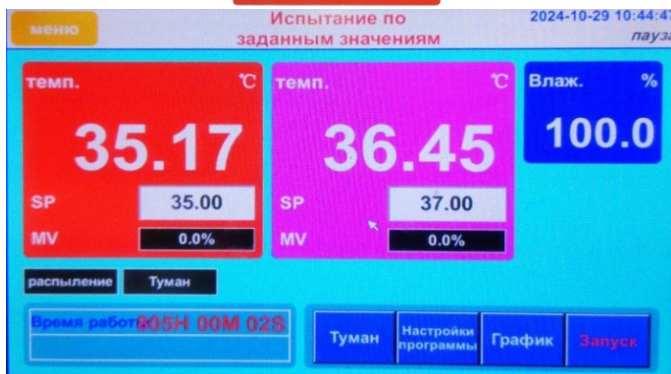 меню
Испытание по
заданным значениям
2024-10-29 10:44:47
пауза
темп. ℃
35.17
SP 35.00
MV 0.0%
темп. ℃
36.45
SP 37.00
MV 0.0%
Влаж. %
100.0
распыление
Туман
Время работы 805H 00M 02S
Туман
Настройки
программы
График
Запуск